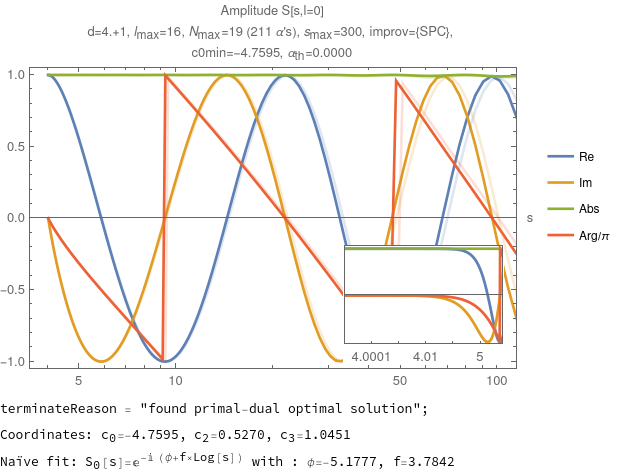 Amplitude S[s,l=0]
d=4.+1, lmax=16, Nmax=19 (211 α's), smax=300, improv={SPC},
c0min=-4.7595, αth=0.0000
1.0
0.5
0.0
-0.5
-1.0
s
Re
Im
Abs
Arg/π
4.0001 4.01 5
5 10 50 100
terminateReason = "found primal-dual optimal solution";
Coordinates: c0=-4.7595, c2=0.5270, c3=1.0451
Naïve fit: S0[s]=e^-i (ϕ+f×Log[s]) with : ϕ=-5.1777, f=3.7842